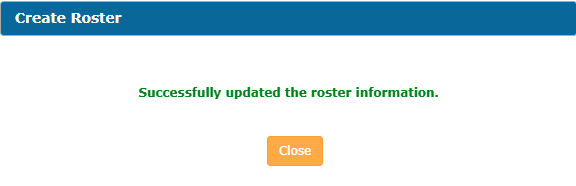 Create Roster
Successfully updated the roster information.
Close